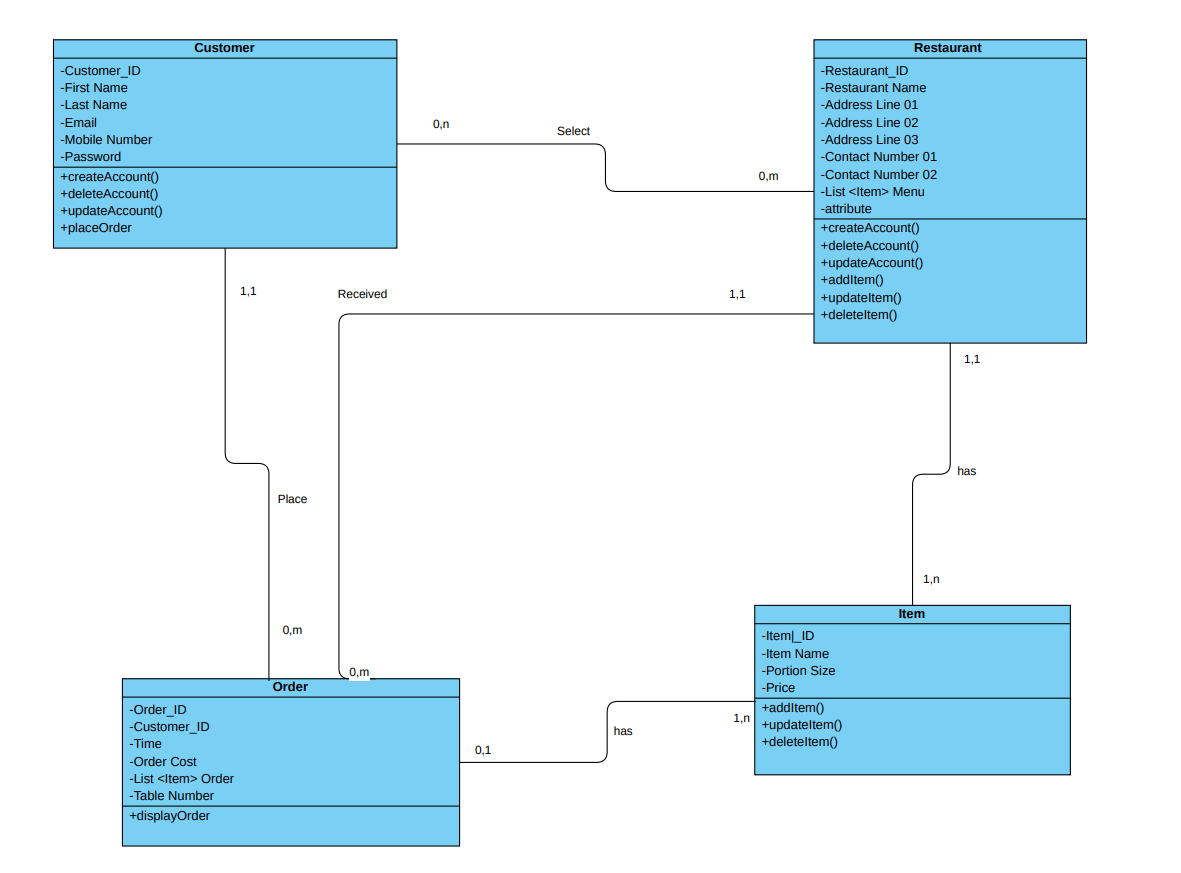 Customer
-Customer_ID
-First Name
-Last Name
-Email
-Mobile Number
-Password
+createAccount()
+deleteAccount()
+updateAccount()
+placeOrder
0,n
Select
0,m
Restaurant
-Restaurant_ID
-Restaurant Name
-Address Line 01
-Address Line 02
-Address Line 03
-Contact Number 01
-Contact Number 02
-List <Item> Menu
-attribute
+createAccount()
+deleteAccount()
+updateAccount()
+addItem()
+updateItem()
+deleteItem()
1,1
Received
1,1
1,1
has
1,n
Place
0,m
0,m
Order
-Order_ID
-Customer_ID
-Time
-Order Cost
-List <Item> Order
-Table Number
+displayOrder
0,1
has
1,n
Item
-Item|_ID
-Item Name
-Portion Size
-Price
+addItem()
+updateItem()
+deleteItem()